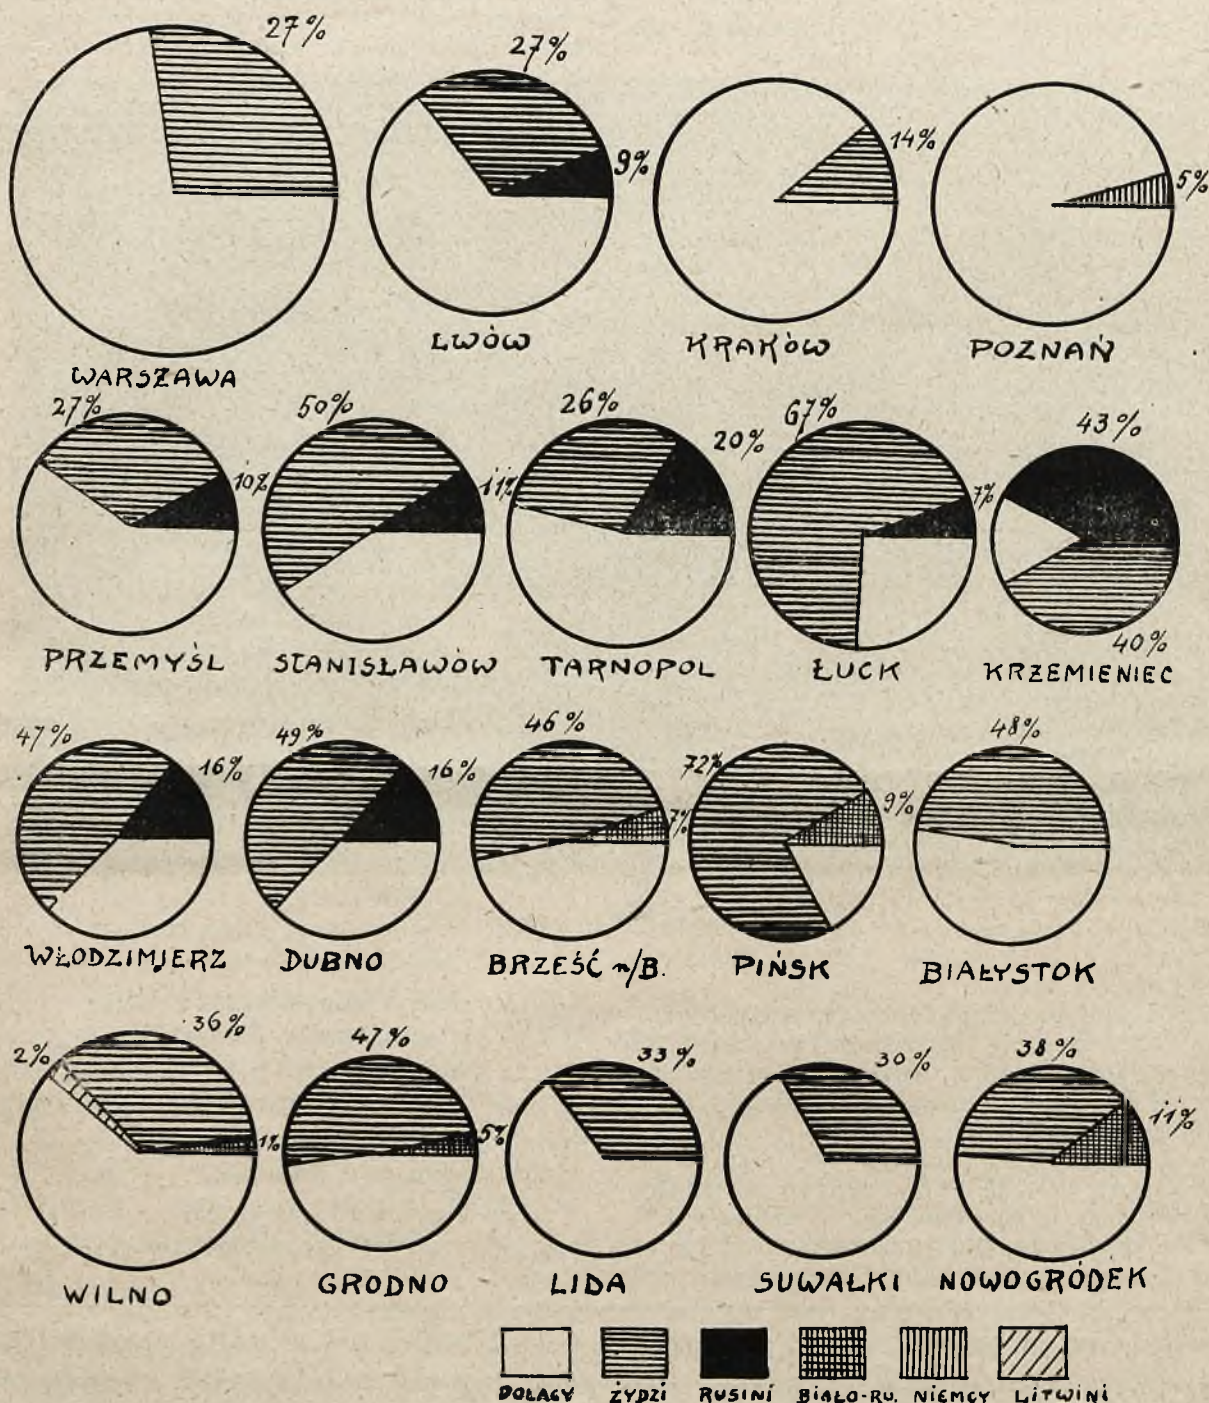 27% 27% 14% 5%
9%
WARSZAWA LWÓW KRAKÓW POZNAŃ
27% 50% 26% 67% 43%
10% 11% 20% 7%
40%
PRZEMYŚL STANISŁAWÓW TARNOPOL ŁUCK KRZEMIENIEC
47% 49% 46% 72% 48%
16% 16% 7% 9%
WŁODZIMJERZ DUBNO BRZEŚĆ n/B. PIŃSK BIAŁYSTOK
2% 36% 47% 33% 30% 38%
1% 5% 11%
WILNO GRODNO LIDA SUWAŁKI NOWOGRÓDEK
POLACY ŻYDZI RUSINI BIAŁO-RU. NIEMCY LITWINI